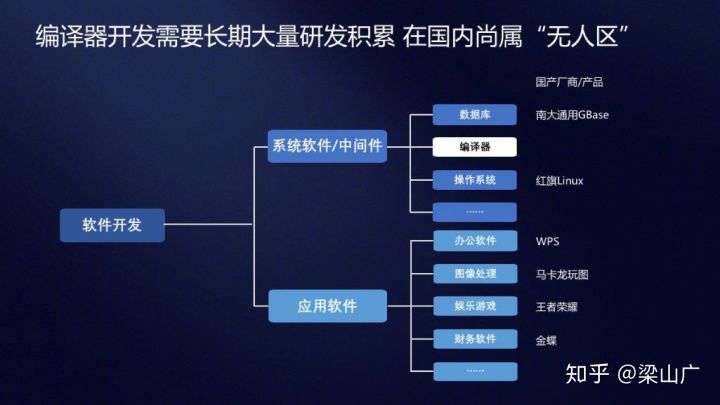 编译器开发需要长期大量研发积累 在国内尚属“无人区”
国产厂商/产品
数据库 南大通用GBase
系统软件/中间件
编译器
操作系统 红旗Linux
……
软件开发
办公软件 WPS
图像处理 马卡龙玩图
应用软件
娱乐游戏 王者荣耀
财务软件 金蝶
……
知乎 @梁山广